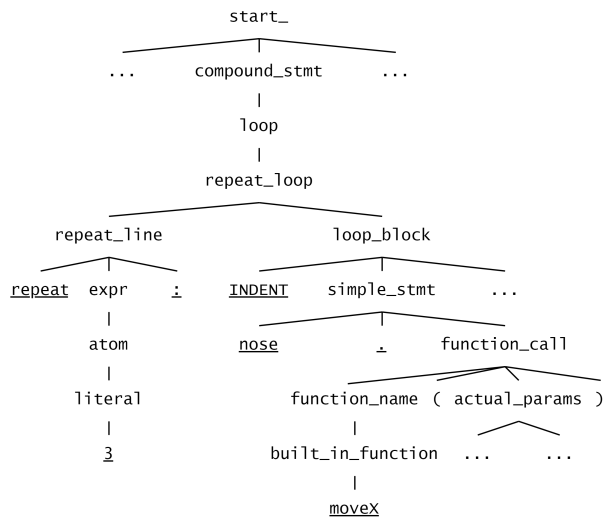 start_
... compound_stmt ...
loop
repeat_loop
repeat_line loop_block
repeat expr : INDENT simple_stmt ...
atom nose . function_call
literal function_name ( actual_params )
3 built_in_function ... ...
moveX